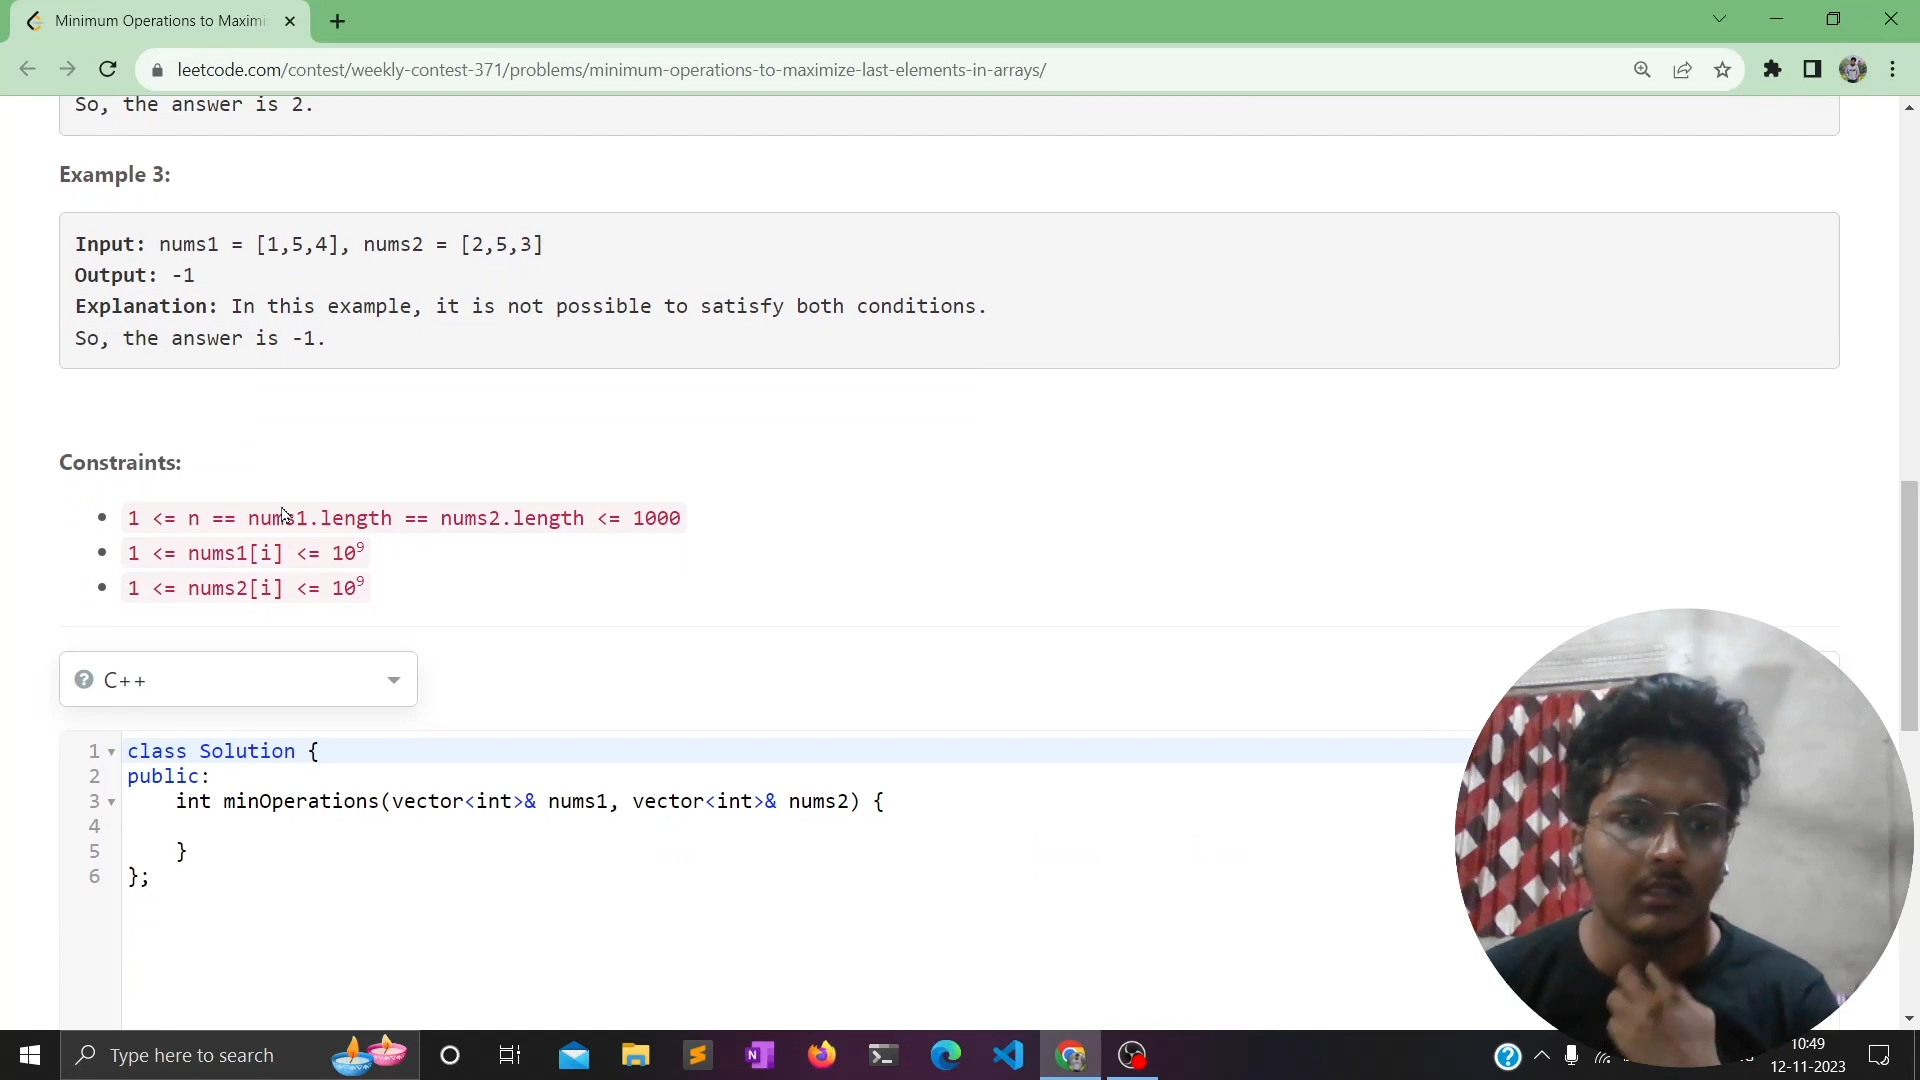 Minimum Operations to Maximi
leetcode.com/contest/weekly-contest-371/problems/minimum-operations-to-maximize-last-elements-in-arrays/
So, the answer is 2.
Example 3:
Input: nums1 = [1,5,4], nums2 = [2,5,3]
Output: -1
Explanation: In this example, it is not possible to satisfy both conditions.
So, the answer is -1.
Constraints:
1 <= n == nums1.length == nums2.length <= 1000
1 <= nums1[i] <= 10⁹
1 <= nums2[i] <= 10⁹
C++
1 class Solution {
2 public:
3 int minOperations(vector<int>& nums1, vector<int>& nums2) {
4
5 }
6 };
Type here to search
10:49
12-11-2023